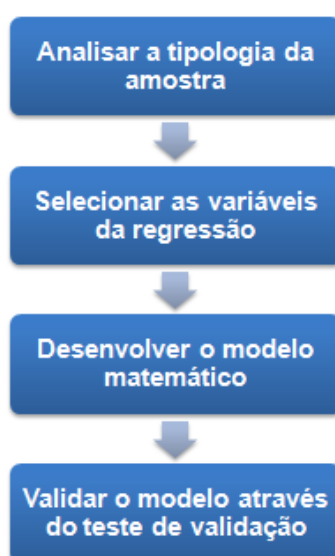 Analisar a tipologia da
amostra
Selecionar as variáveis
da regressão
Desenvolver o modelo
matemático
Validar o modelo através
do teste de validação